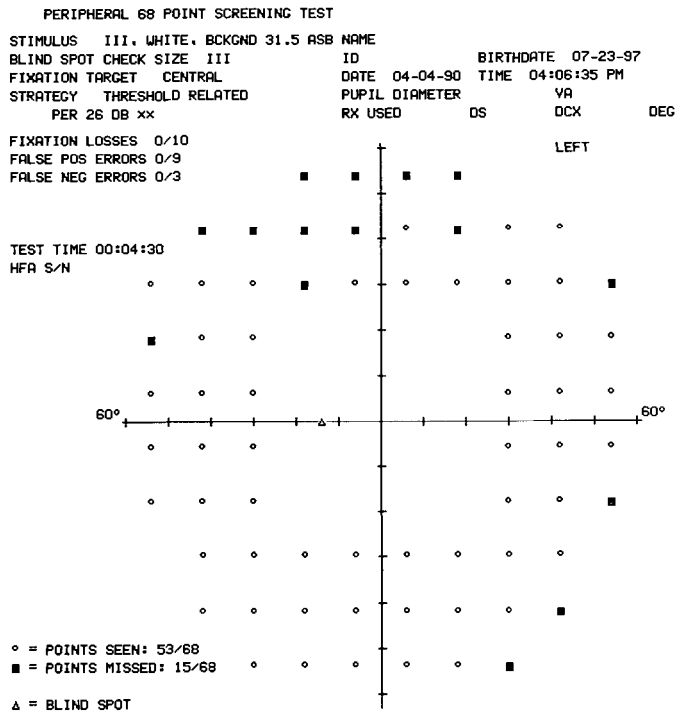 PERIPHERAL 68 POINT SCREENING TEST
STIMULUS III, WHITE, BCKGND 31.5 ASB NAME
BLIND SPOT CHECK SIZE III ID BIRTHDATE 07-23-97
FIXATION TARGET CENTRAL DATE 04-04-90 TIME 04:06:35 PM
STRATEGY THRESHOLD RELATED PUPIL DIAMETER VA
PER 26 DB xx RX USED DS DCX DEG
FIXATION LOSSES 0/10
LEFT
FALSE POS ERRORS 0/9
FALSE NEG ERRORS 0/3
TEST TIME 00:04:30
HFA S/N
60° 60°
o = POINTS SEEN: 53/68
■ = POINTS MISSED: 15/68
Δ = BLIND SPOT